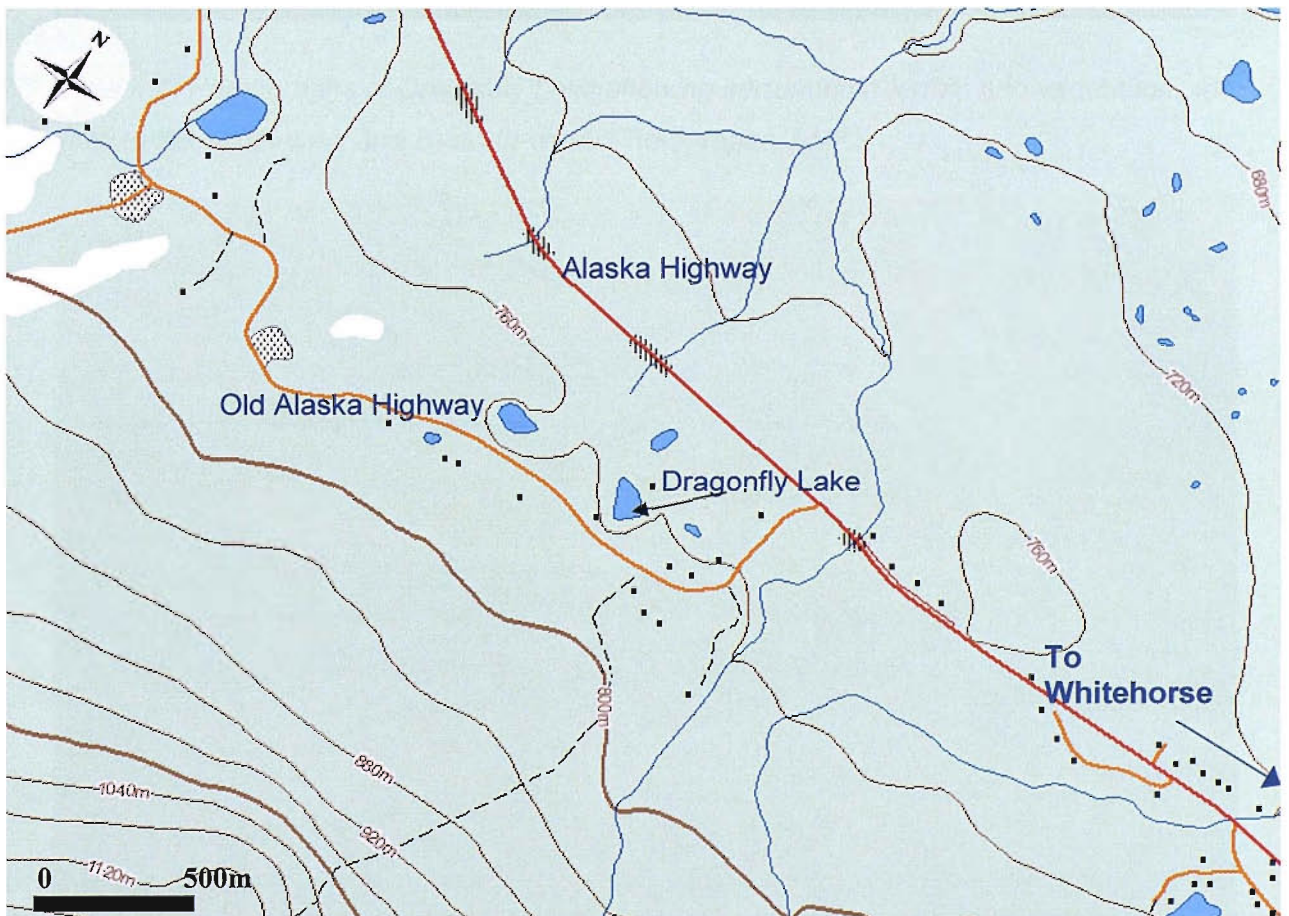 N
680m
Alaska Highway
760m
720m
Old Alaska Highway
Dragonfly Lake
760m
To
Whitehorse
800m
880m
1040m
920m
1120m
0 500m